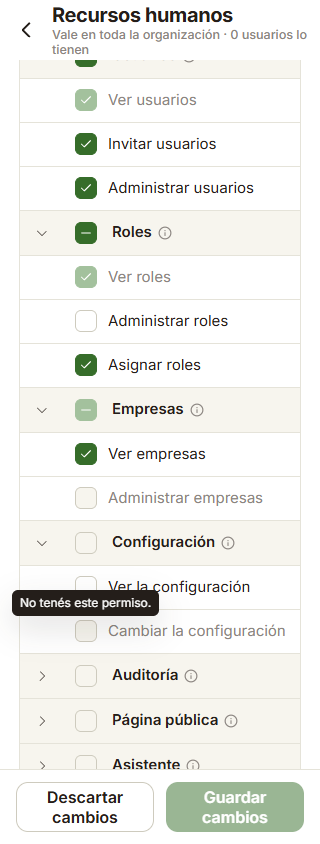 Recursos humanos
Vale en toda la organización · 0 usuarios lo
tienen
Ver usuarios
Invitar usuarios
Administrar usuarios
Roles
Ver roles
Administrar roles
Asignar roles
Empresas
Ver empresas
Administrar empresas
Configuración
Ver la configuración
No tenés este permiso.
Cambiar la configuración
Auditoría
Página pública
Asistente
Descartar
cambios
Guardar
cambios